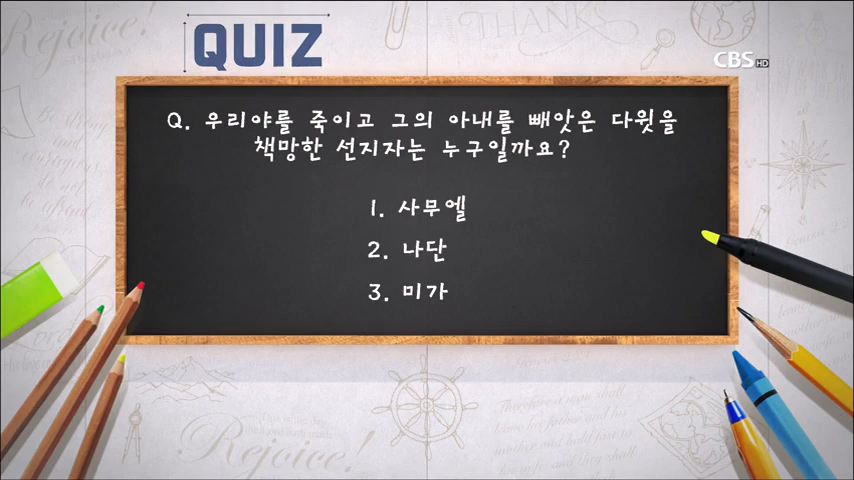 Rejoice!
THANKS
QUIZ
CBS HD
Q. 우리야를 죽이고 그의 아내를 빼앗은 다윗을
책망한 선지자는 누구일까요?
1. 사무엘
2. 나단
3. 미가
Rejoice!